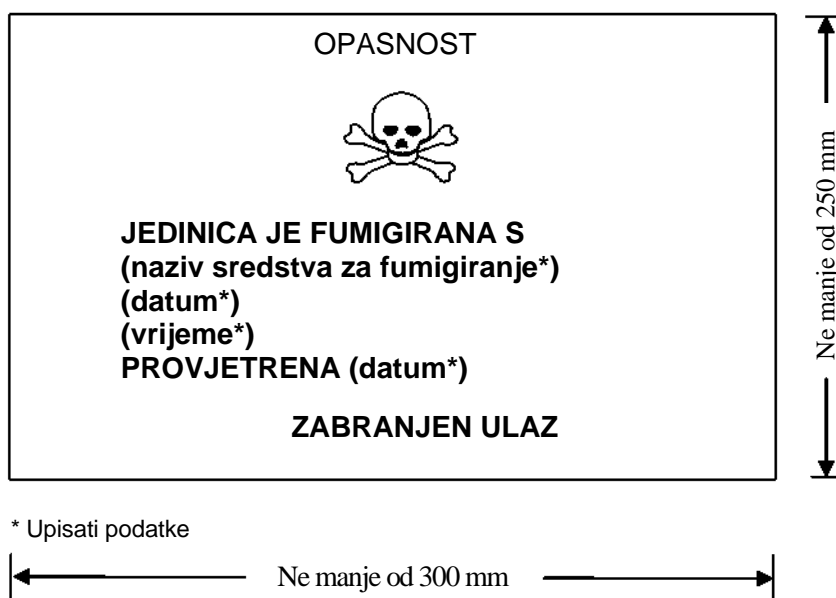 OPASNOST
JEDINICA JE FUMIGIRANA S
(naziv sredstva za fumigiranje*)
(datum*)
(vrijeme*)
PROVJETRENA (datum*)
ZABRANJEN ULAZ
Ne manje od 250 mm
* Upisati podatke
Ne manje od 300 mm